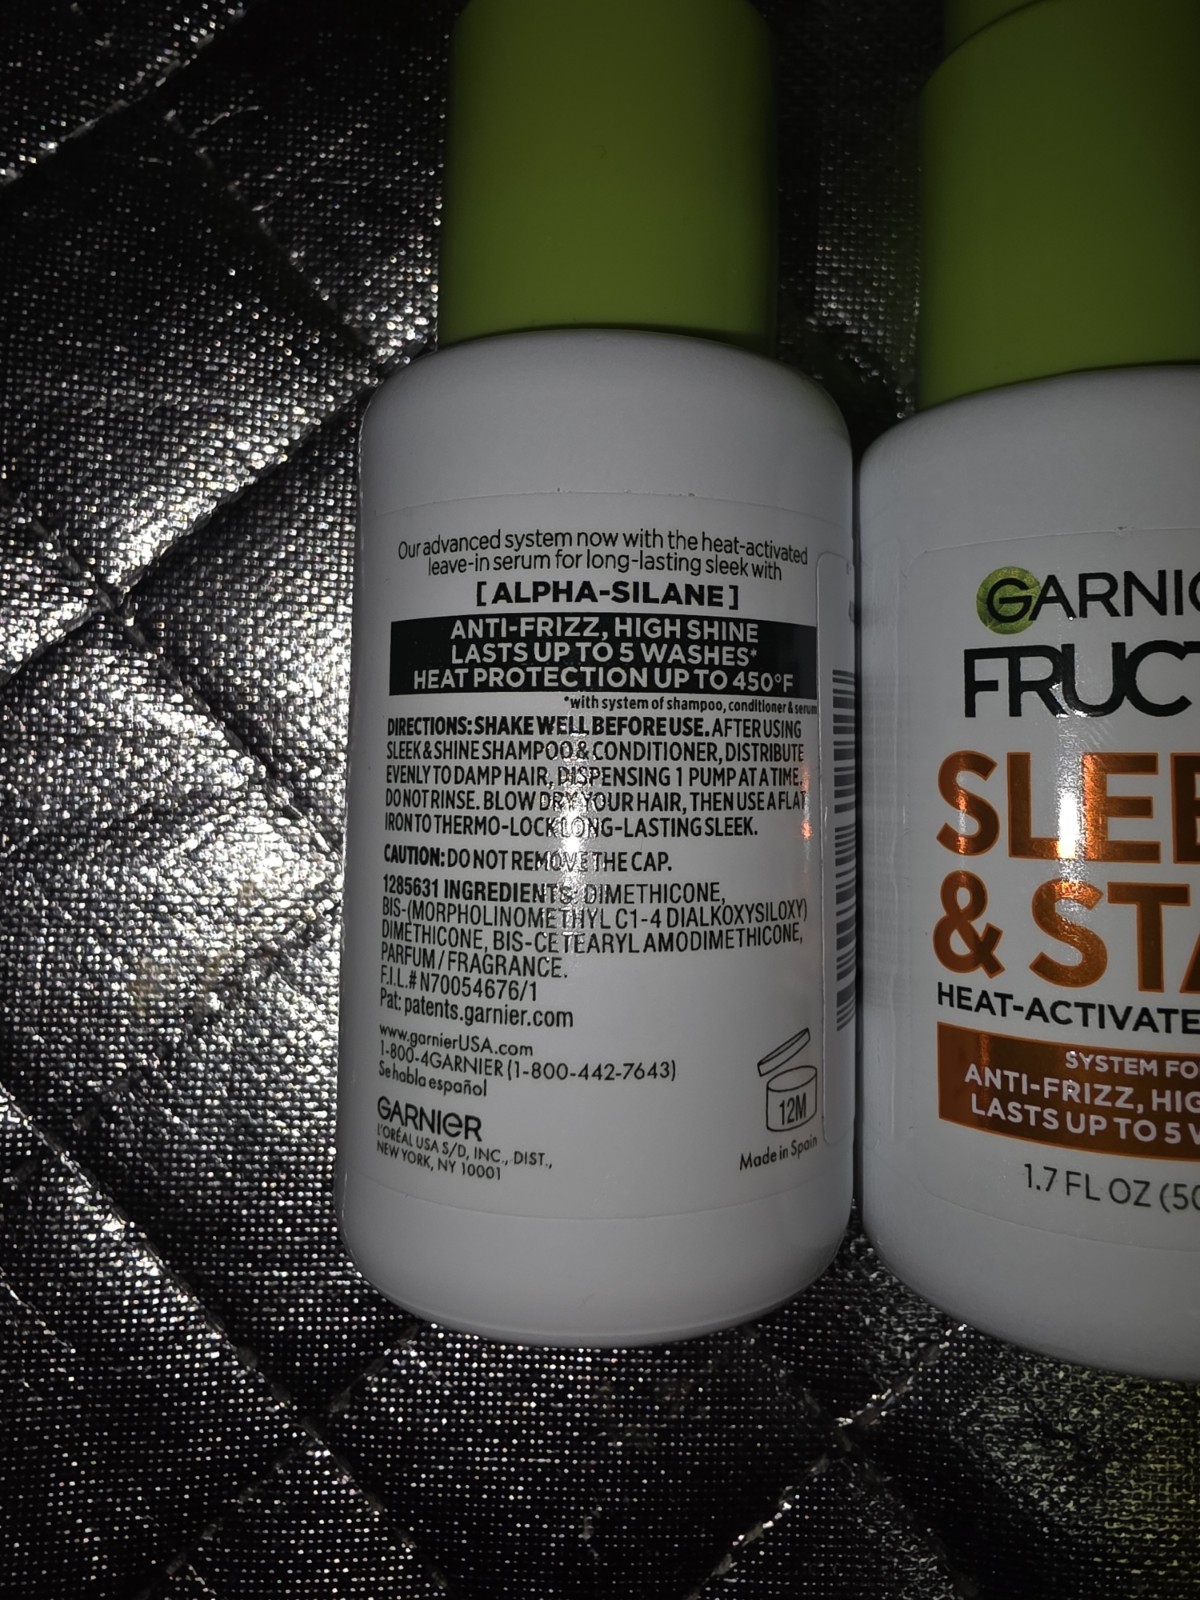 Our advanced system now with the heat-activated
leave-in serum for long-lasting sleek with
[ALPHA-SILANE]
ANTI-FRIZZ, HIGH SHINE
LASTS UP TO 5 WASHES*
HEAT PROTECTION UP TO 450°F
*with system of shampoo, conditioner & serum
DIRECTIONS: SHAKE WELL BEFORE USE. AFTER USING
SLEEK & SHINE SHAMPOO & CONDITIONER, DISTRIBUTE
EVENLY TO DAMP HAIR, DISPENSING 1 PUMP AT A TIME.
DO NOT RINSE. BLOW DRY YOUR HAIR, THEN USE A FLAT
IRON TO THERMO-LOCK LONG-LASTING SLEEK.
CAUTION: DO NOT REMOVE THE CAP.
1285631 INGREDIENTS: DIMETHICONE,
BIS-(MORPHOLINOMETHYL C1-4 DIALKOXYSILOXY)
DIMETHICONE, BIS-CETEARYL AMODIMETHICONE,
PARFUM / FRAGRANCE.
F.I.L.# N70054676/1
Pat: patents.garnier.com
www.garnierUSA.com
1-800-4GARNIER (1-800-442-7643)
Se habla español
GARNIER
L'ORÉAL USA S/D, INC., DIST.,
NEW YORK, NY 10001
12M
Made in Spain
GARNI
FRUCT
SLEE
& STA
HEAT-ACTIVATE
SYSTEM FO
ANTI-FRIZZ, HIG
LASTS UP TO 5 W
1.7 FL OZ (50